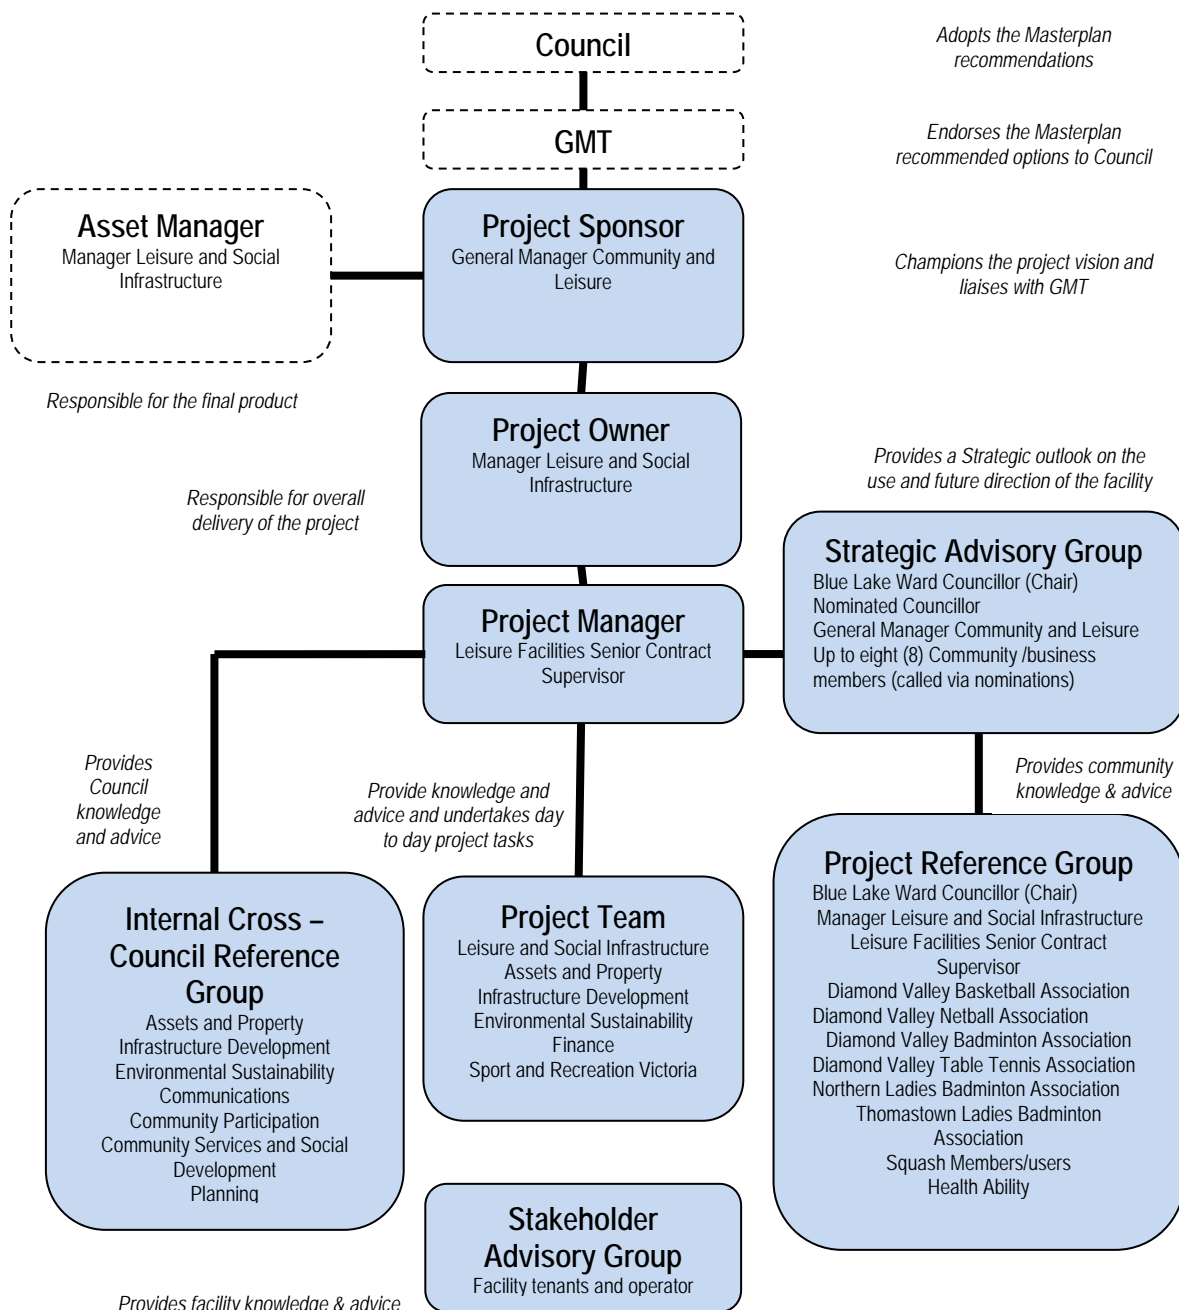 Council
Adopts the Masterplan
recommendations
GMT
Endorses the Masterplan
recommended options to Council
Asset Manager
Manager Leisure and Social
Infrastructure
Project Sponsor
General Manager Community and
Leisure
Champions the project vision and
liaises with GMT
Responsible for the final product
Project Owner
Manager Leisure and Social
Infrastructure
Responsible for overall
delivery of the project
Provides a Strategic outlook on the
use and future direction of the facility
Strategic Advisory Group
Blue Lake Ward Councillor (Chair)
Nominated Councillor
General Manager Community and Leisure
Up to eight (8) Community /business
members (called via nominations)
Project Manager
Leisure Facilities Senior Contract
Supervisor
Provides
Council
knowledge
and advice
Provide knowledge and
advice and undertakes day
to day project tasks
Provides community
knowledge & advice
Internal Cross –
Council Reference
Group
Assets and Property
Infrastructure Development
Environmental Sustainability
Communications
Community Participation
Community Services and Social
Development
Planning
Project Team
Leisure and Social Infrastructure
Assets and Property
Infrastructure Development
Environmental Sustainability
Finance
Sport and Recreation Victoria
Project Reference Group
Blue Lake Ward Councillor (Chair)
Manager Leisure and Social Infrastructure
Leisure Facilities Senior Contract
Supervisor
Diamond Valley Basketball Association
Diamond Valley Netball Association
Diamond Valley Badminton Association
Diamond Valley Table Tennis Association
Northern Ladies Badminton Association
Thomastown Ladies Badminton
Association
Squash Members/users
Health Ability
Stakeholder
Advisory Group
Facility tenants and operator
Provides facility knowledge & advice